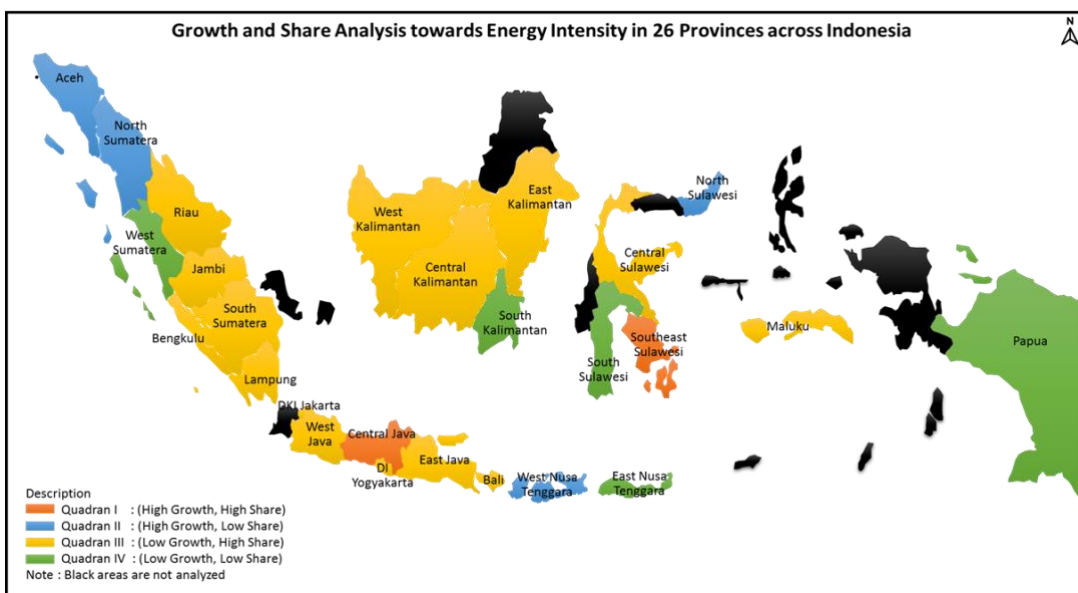 Growth and Share Analysis towards Energy Intensity in 26 Provinces across Indonesia
N
Aceh
North
Sumatera
Riau
West
Sumatera
Jambi
South
Sumatera
Bengkulu
Lampung
DKI Jakarta
West
Java
Central Java
DI
Yogyakarta
East Java
Bali
West Nusa
Tenggara
East Nusa
Tenggara
West
Kalimantan
Central
Kalimantan
East
Kalimantan
South
Kalimantan
North
Sulawesi
Central
Sulawesi
South
Sulawesi
Southeast
Sulawesi
Maluku
Papua
Description
Quadran I : (High Growth, High Share)
Quadran II : (High Growth, Low Share)
Quadran III : (Low Growth, High Share)
Quadran IV : (Low Growth, Low Share)
Note : Black areas are not analyzed